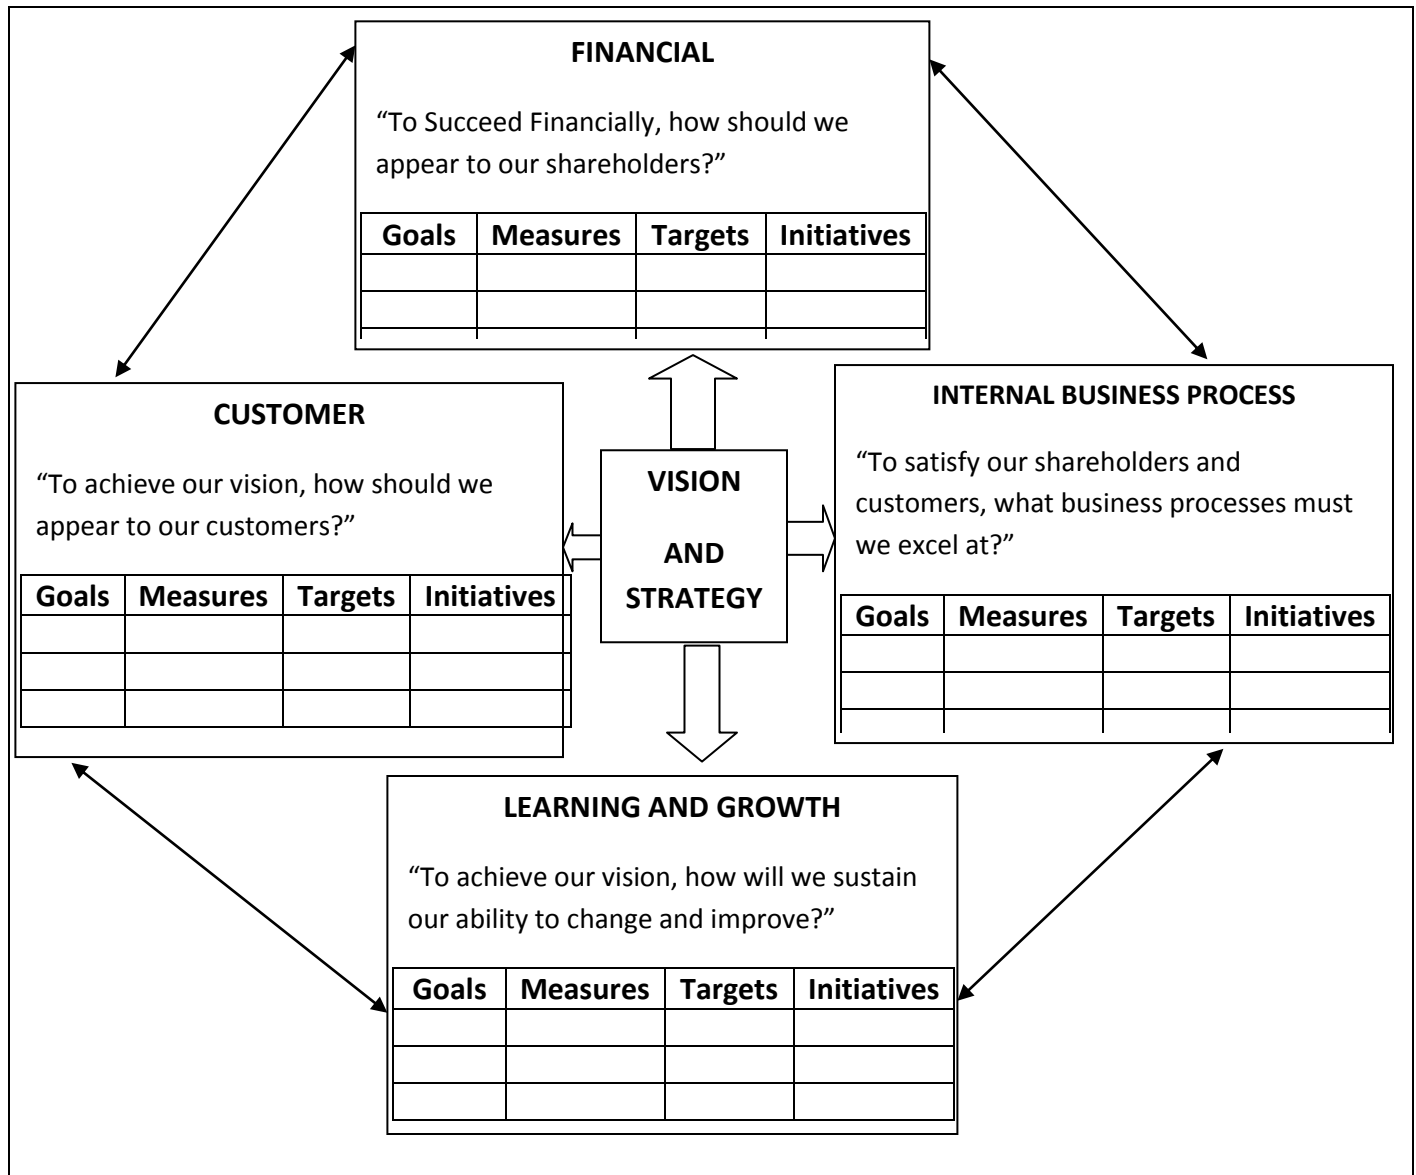 FINANCIAL
“To Succeed Financially, how should we
appear to our shareholders?”
Goals Measures Targets Initiatives
CUSTOMER
“To achieve our vision, how should we
appear to our customers?”
Goals Measures Targets Initiatives
VISION
AND
STRATEGY
INTERNAL BUSINESS PROCESS
“To satisfy our shareholders and
customers, what business processes must
we excel at?”
Goals Measures Targets Initiatives
LEARNING AND GROWTH
“To achieve our vision, how will we sustain
our ability to change and improve?”
Goals Measures Targets Initiatives